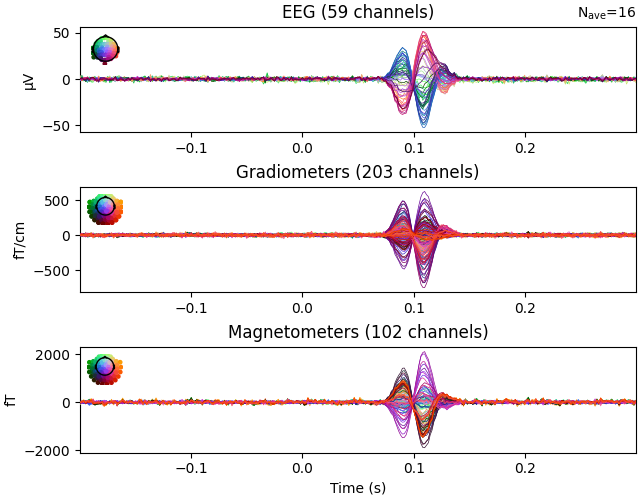 EEG (59 channels)
Nave=16
50
0
−50
µV
−0.1
0.0
0.1
0.2
Gradiometers (203 channels)
500
0
−500
fT/cm
−0.1
0.0
0.1
0.2
Magnetometers (102 channels)
2000
0
−2000
fT
−0.1
0.0
0.1
0.2
Time (s)